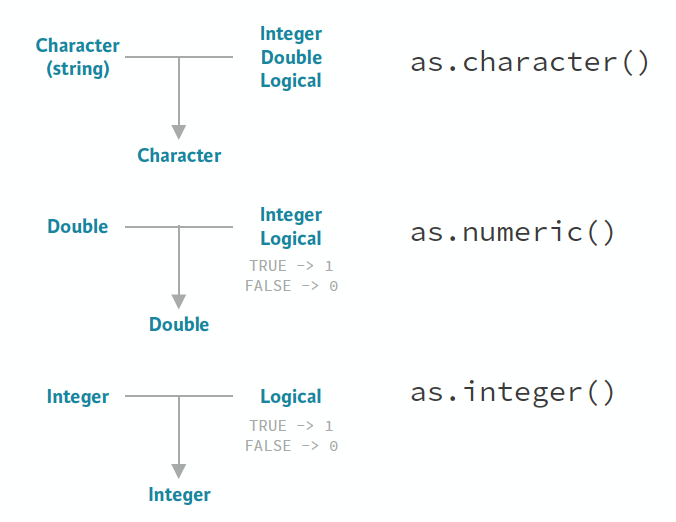 Character
(string)
Integer
Double
Logical
as.character()
Character
Double
Integer
Logical
TRUE -> 1
FALSE -> 0
as.numeric()
Double
Integer
Logical
TRUE -> 1
FALSE -> 0
as.integer()
Integer